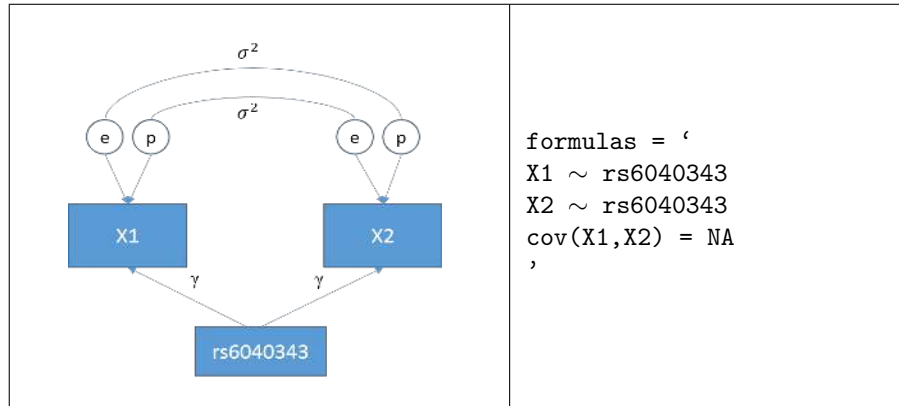 σ²
σ²
e p e p
X1 X2
γ γ
rs6040343
formulas = ‘
X1 ∼ rs6040343
X2 ∼ rs6040343
cov(X1,X2) = NA
’